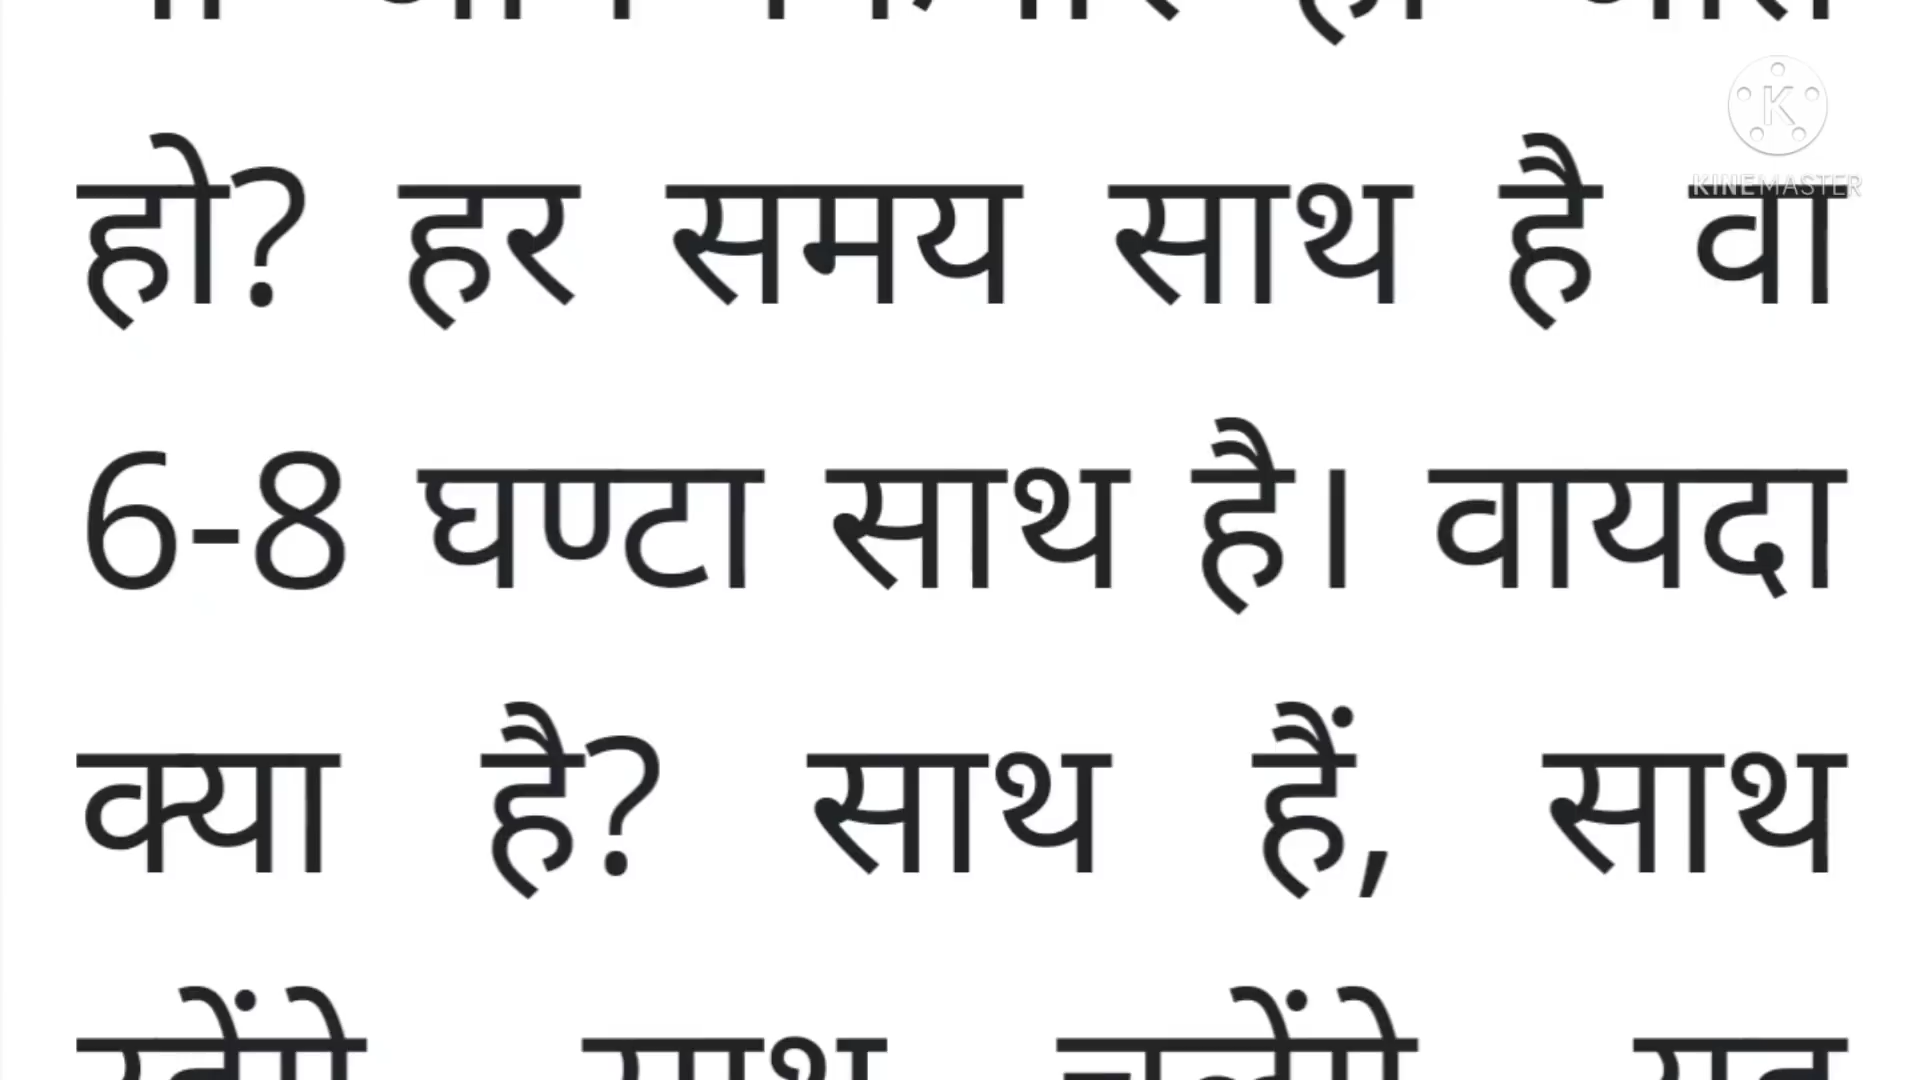 हो? हर समय साथ है वा
KINEMASTER
6-8 घण्टा साथ है। वायदा
क्या है? साथ हैं, साथ